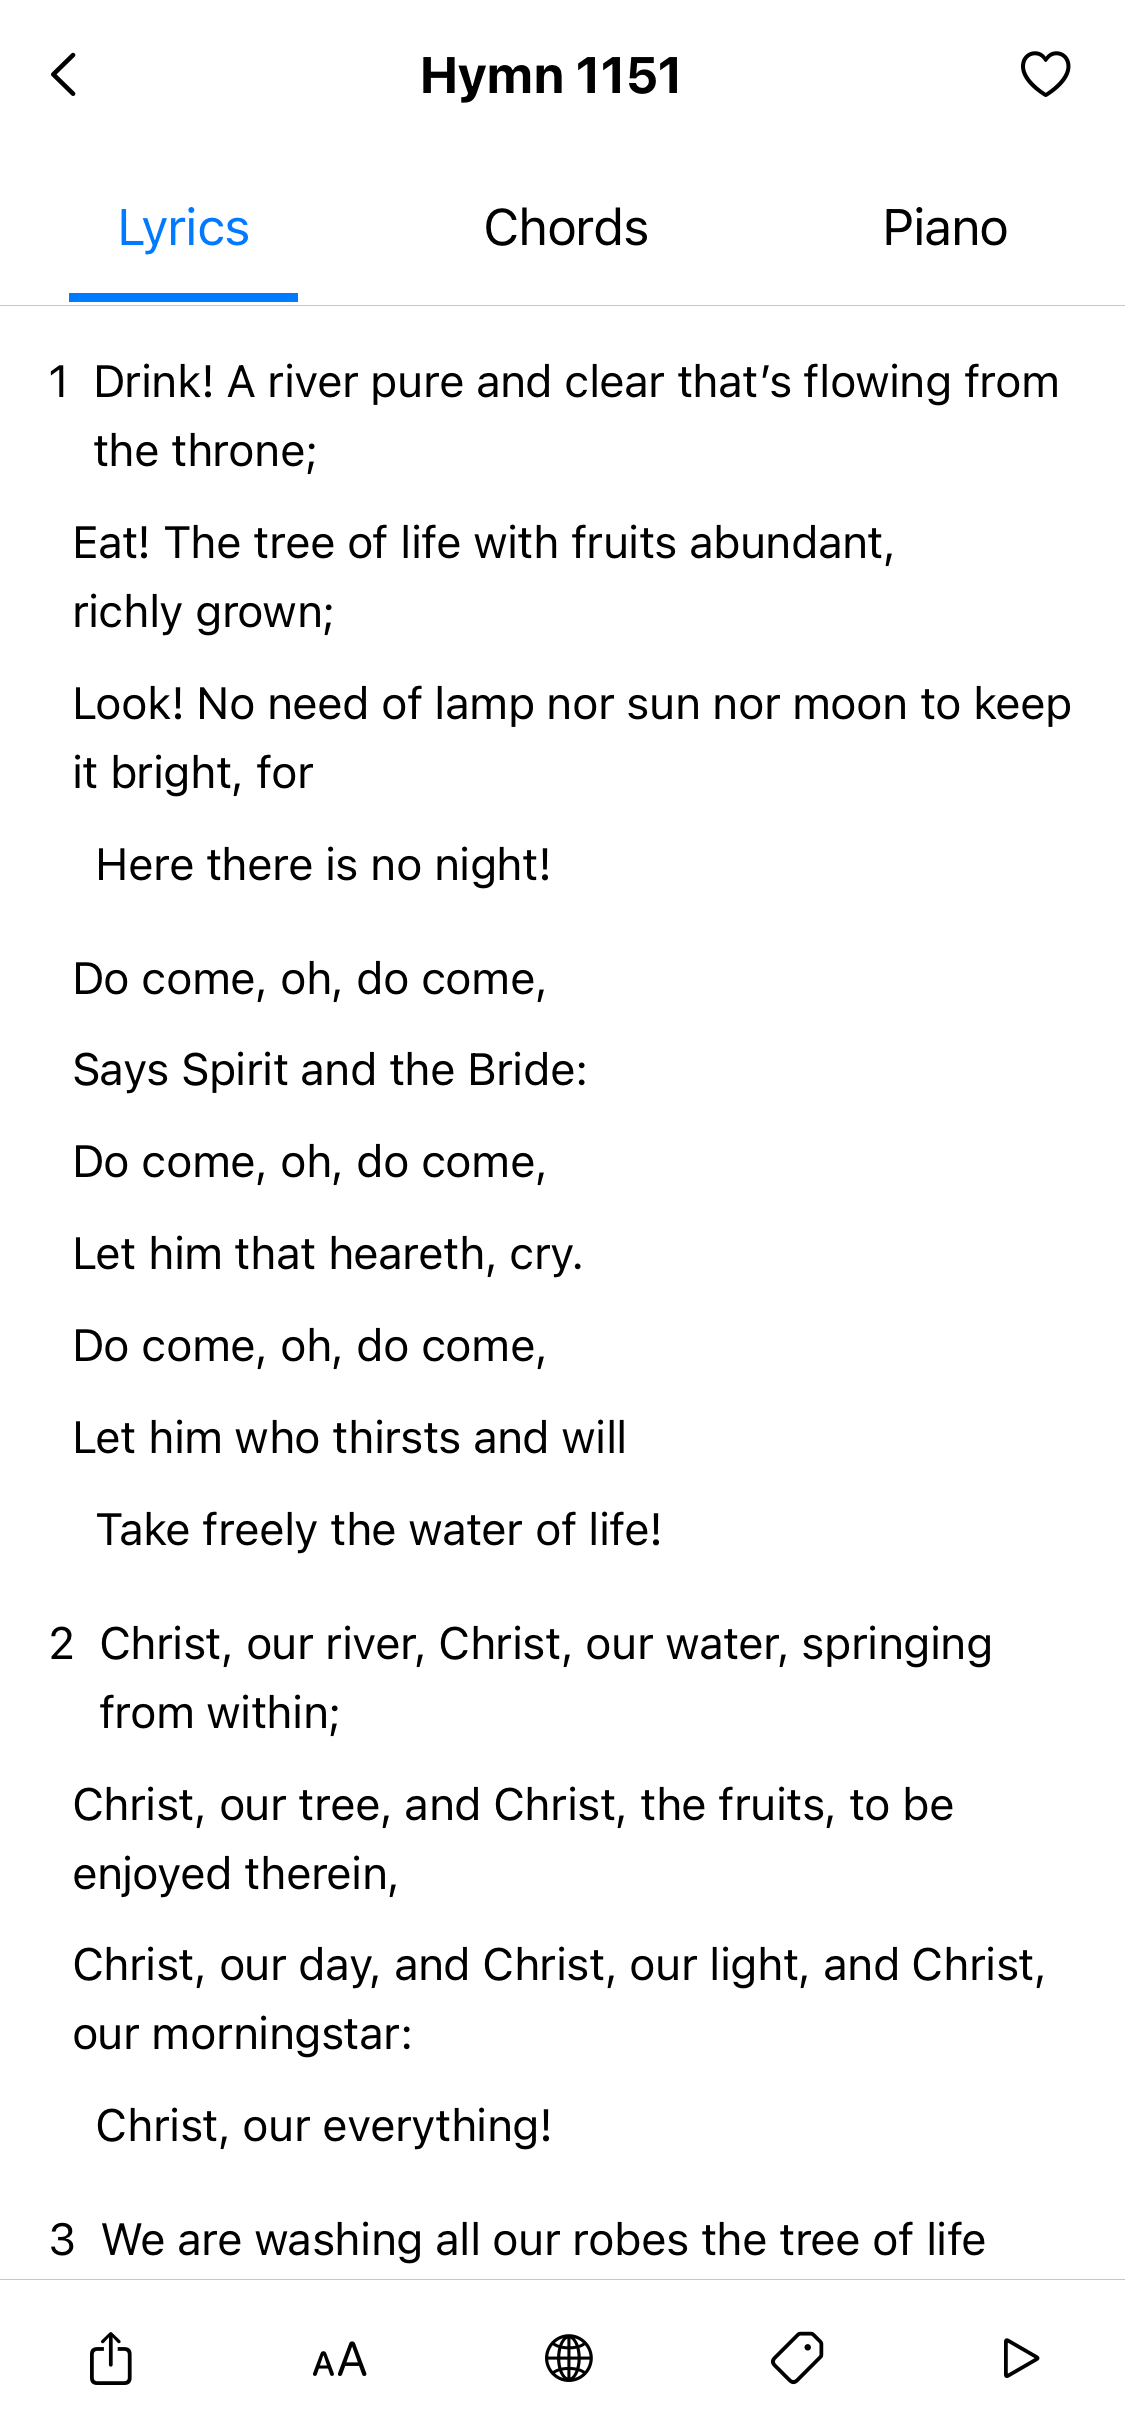 Hymn 1151
Lyrics Chords Piano
1 Drink! A river pure and clear that’s flowing from
the throne;
Eat! The tree of life with fruits abundant,
richly grown;
Look! No need of lamp nor sun nor moon to keep
it bright, for
Here there is no night!
Do come, oh, do come,
Says Spirit and the Bride:
Do come, oh, do come,
Let him that heareth, cry.
Do come, oh, do come,
Let him who thirsts and will
Take freely the water of life!
2 Christ, our river, Christ, our water, springing
from within;
Christ, our tree, and Christ, the fruits, to be
enjoyed therein,
Christ, our day, and Christ, our light, and Christ,
our morningstar:
Christ, our everything!
3 We are washing all our robes the tree of life
AA